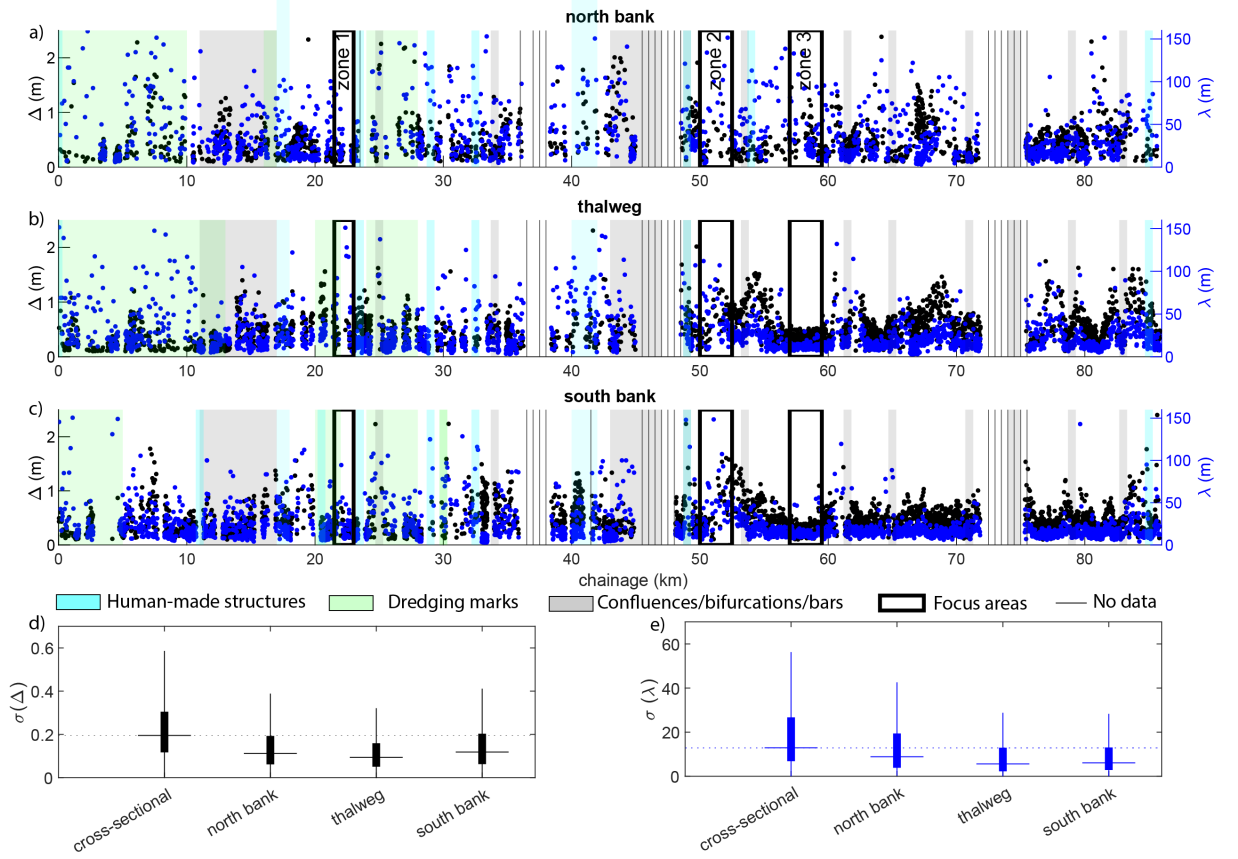 north bank
a)
Δ (m)
2
1
0
zone 1
zone 2
zone 3
150
100
50
0
λ (m)
0 10 20 30 40 50 60 70 80
thalweg
b)
Δ (m)
2
1
0
150
100
50
0
λ (m)
0 10 20 30 40 50 60 70 80
south bank
c)
Δ (m)
2
1
0
150
100
50
0
λ (m)
0 10 20 30 40 50 60 70 80
chainage (km)
Human-made structures Dredging marks Confluences/bifurcations/bars Focus areas No data
d)
σ(Δ)
0.6
0.4
0.2
0
cross-sectional north bank thalweg south bank
e)
σ (λ)
60
40
20
0
cross-sectional north bank thalweg south bank